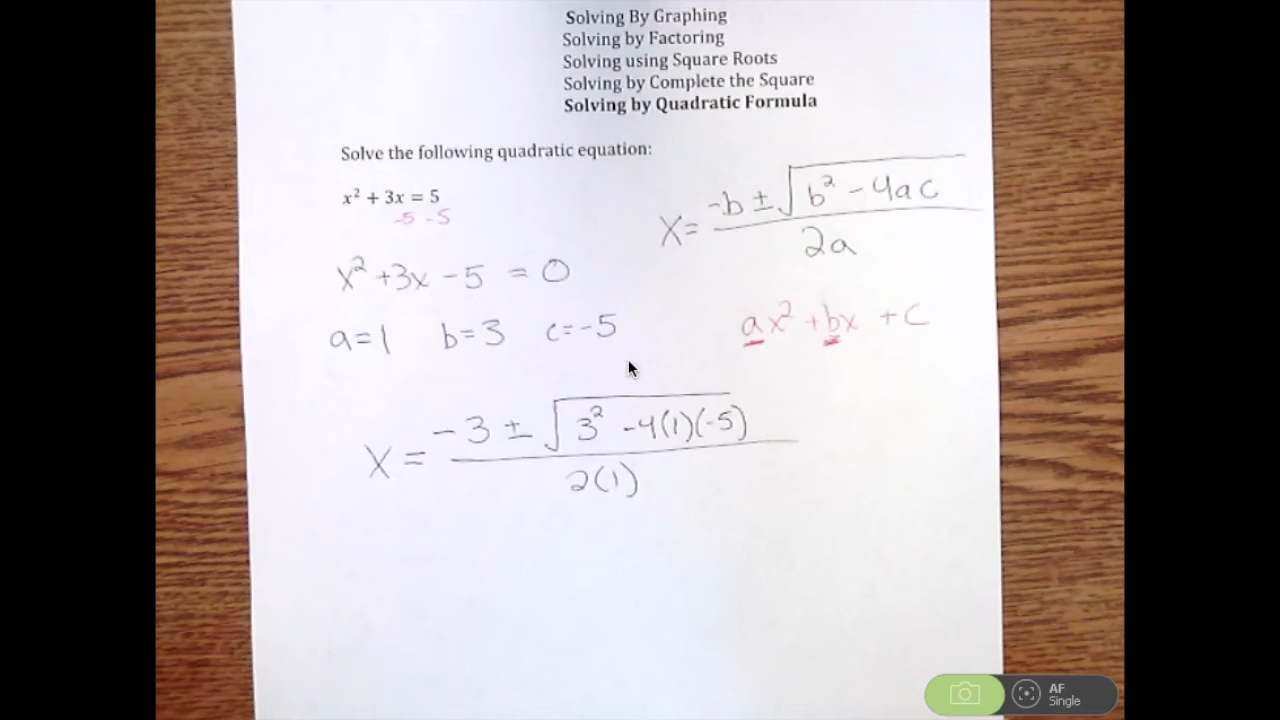 Solving By Graphing
Solving by Factoring
Solving using Square Roots
Solving by Complete the Square
Solving by Quadratic Formula
Solve the following quadratic equation:
x² + 3x = 5
-5 -5
x² +3x -5 = 0
a=1 b=3 c=-5
X = -b ± √(b² - 4ac) / 2a
ax² + bx + c
X = -3 ± √(3² - 4(1)(-5)) / 2(1)
AF
Single